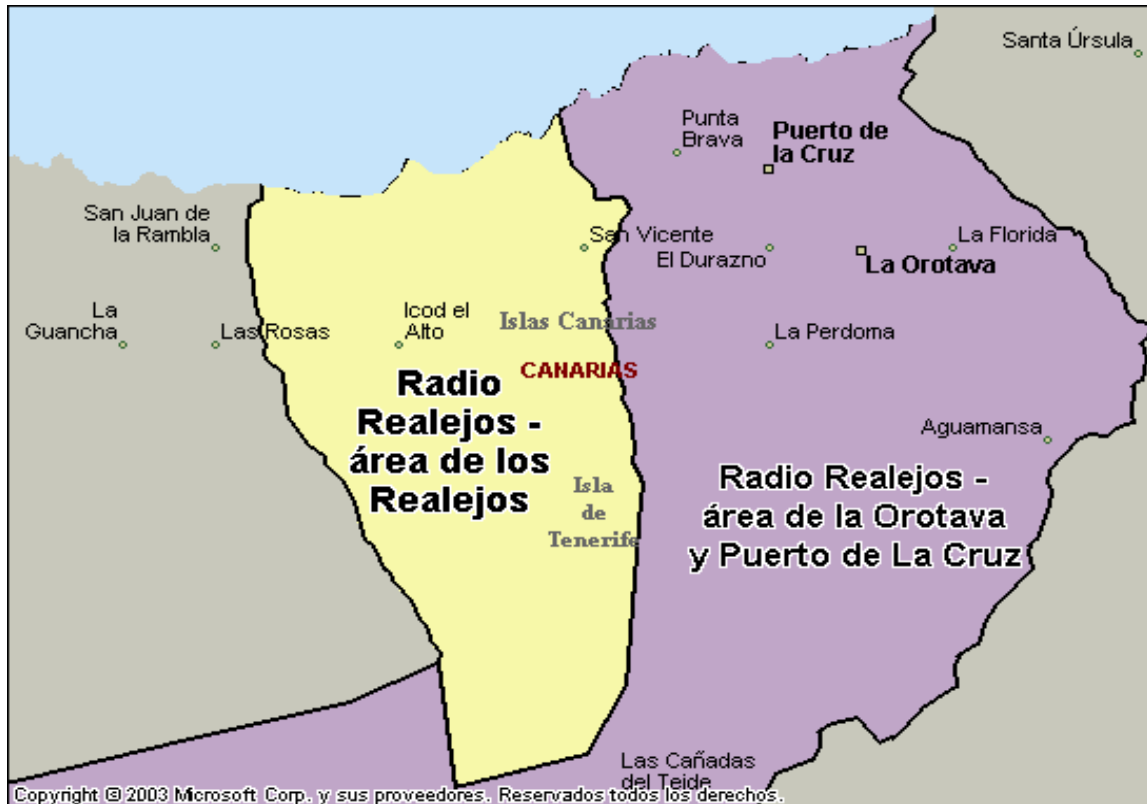 Santa Úrsula
Punta
Brava
Puerto de
la Cruz
San Juan de
la Rambla
San Vicente
El Durazno
La Florida
La Orotava
La
Guancha
Las Rosas
Icod el
Alto
Islas Canarias
La Perdoma
CANARIAS
Radio
Realejos -
área de los
Realejos
Aguamansa
Isla
de
Tenerife
Radio Realejos -
área de la Orotava
y Puerto de La Cruz
Las Cañadas
del Teide
Copyright © 2003 Microsoft Corp. y sus proveedores. Reservados todos los derechos.